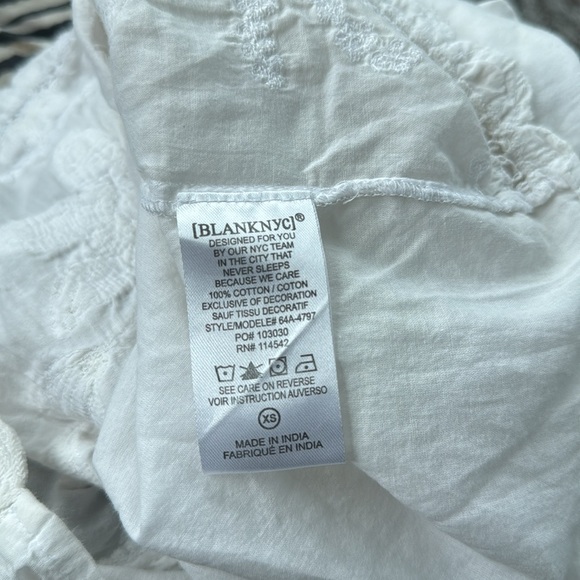 [BLANKNYC]®
DESIGNED FOR YOU
BY OUR NYC TEAM
IN THE CITY THAT
NEVER SLEEPS
BECAUSE WE CARE
100% COTTON / COTON
EXCLUSIVE OF DECORATION
SAUF TISSU DECORATIF
STYLE/MODELE# 64A-4797
PO# 103030
RN# 114542
SEE CARE ON REVERSE
VOIR INSTRUCTION AUVERSO
XS
MADE IN INDIA
FABRIQUÉ EN INDIA